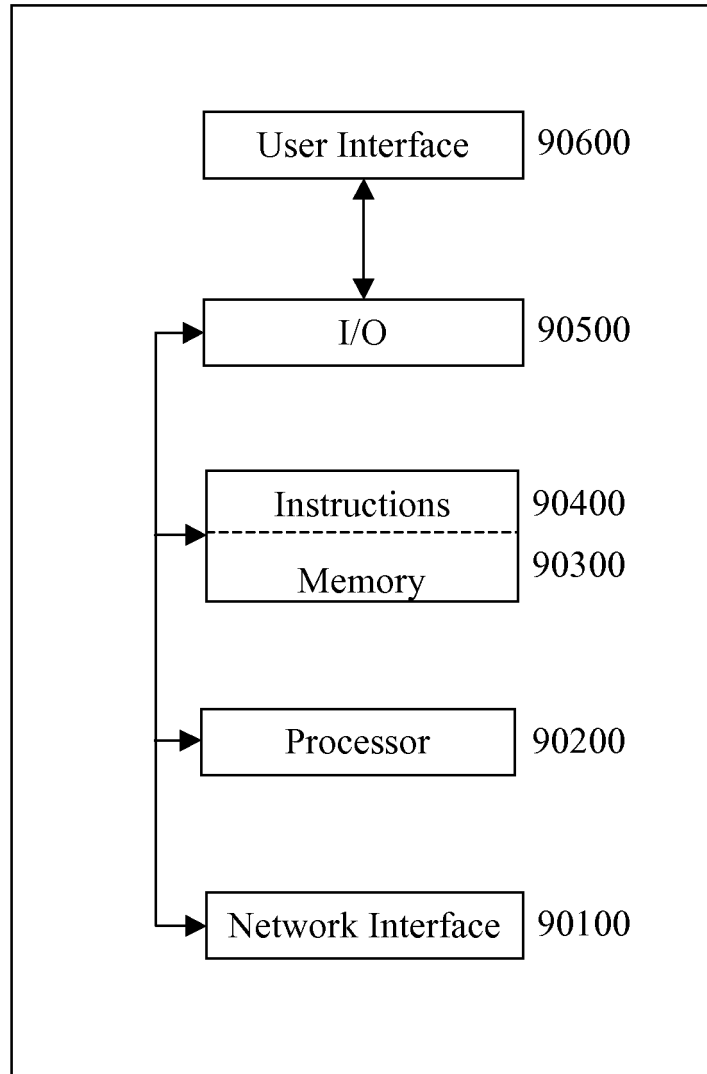 User Interface 90600
I/O 90500
Instructions 90400
Memory 90300
Processor 90200
Network Interface 90100